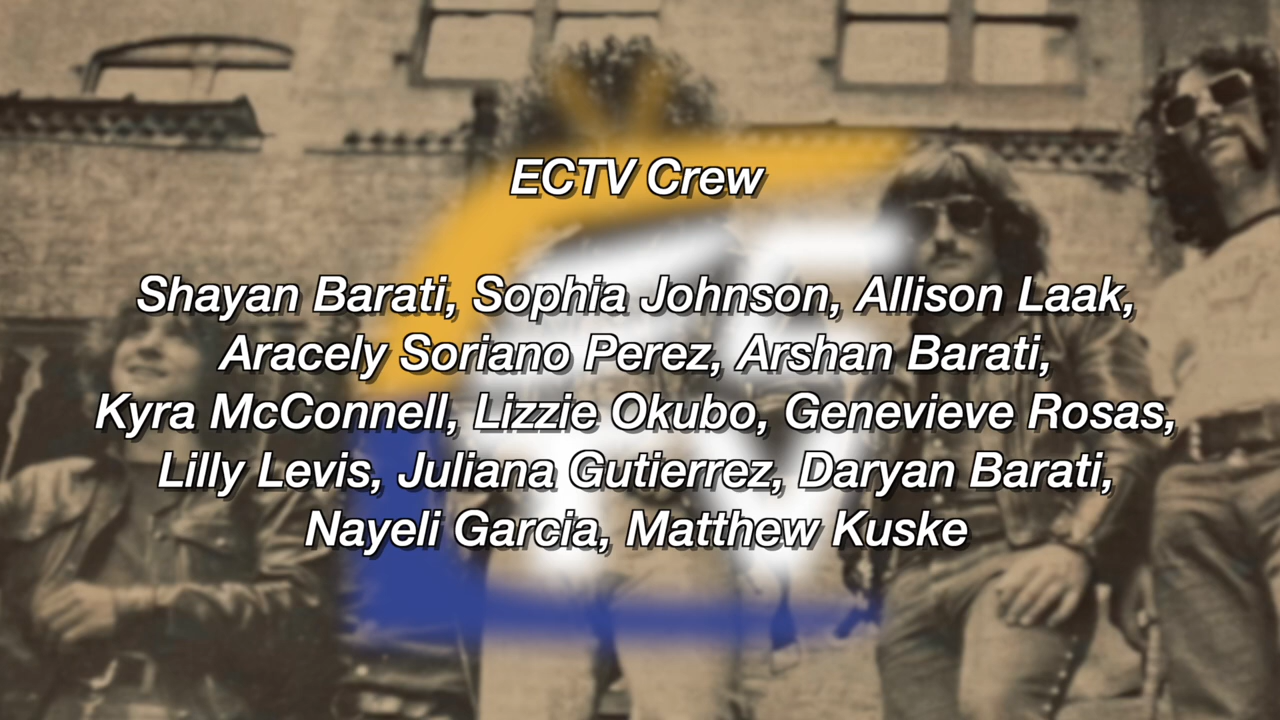 ECTV Crew
Shayan Barati, Sophia Johnson, Allison Laak,
Aracely Soriano Perez, Arshan Barati,
Kyra McConnell, Lizzie Okubo, Genevieve Rosas,
Lilly Levis, Juliana Gutierrez, Daryan Barati,
Nayeli Garcia, Matthew Kuske